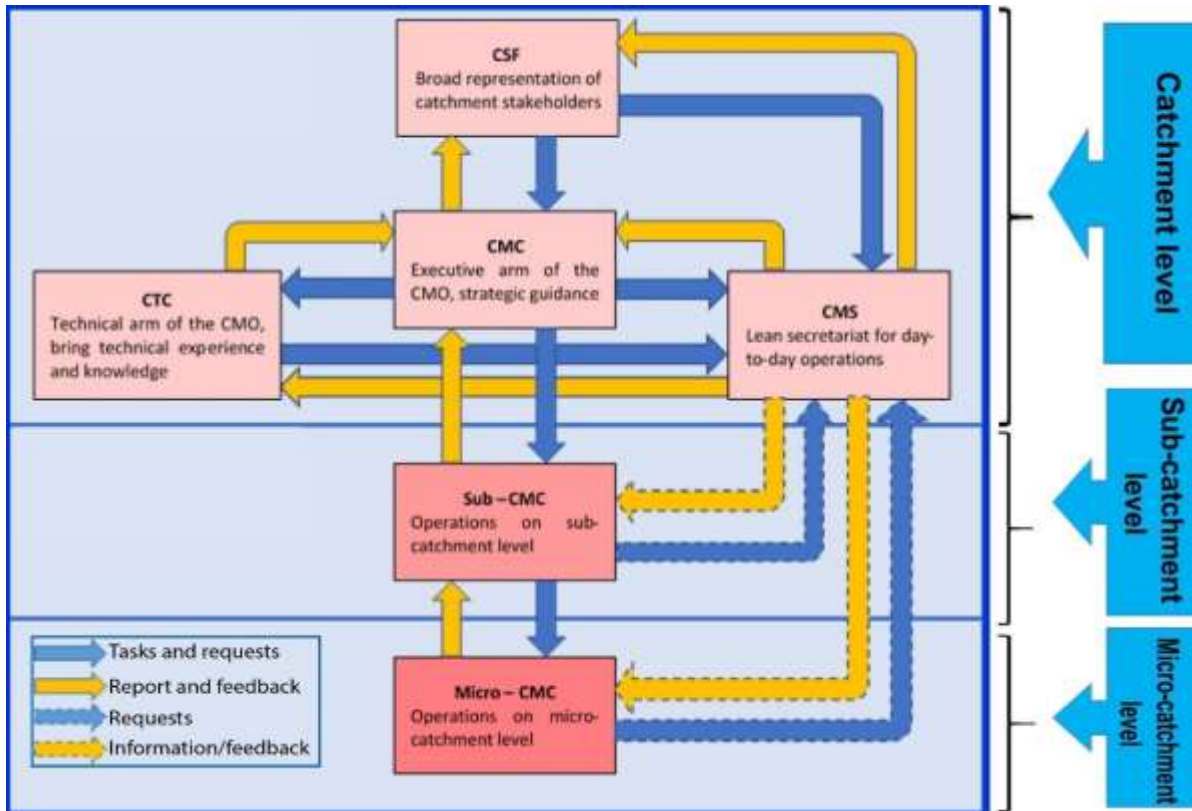 CSF
Broad representation of
catchment stakeholders
CMC
Executive arm of the
CMO, strategic guidance
CTC
Technical arm of the CMO,
bring technical experience
and knowledge
CMS
Lean secretariat for day-
to-day operations
Sub – CMC
Operations on sub-
catchment level
Micro – CMC
Operations on micro-
catchment level
Tasks and requests
Report and feedback
Requests
Information/feedback
Catchment level
Sub-catchment
level
Micro-catchment
level